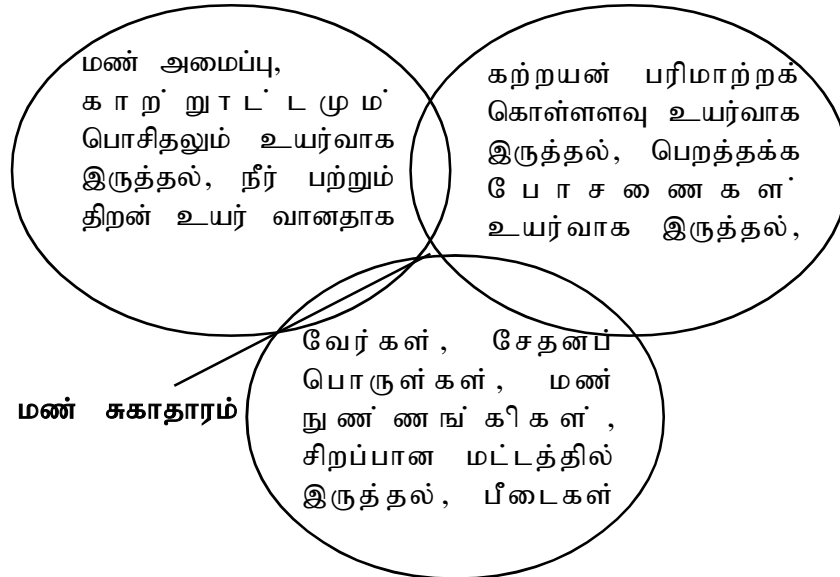 மண் அமைப்பு,
காற்றூட்டமும்
பொசிதலும் உயர்வாக
இருத்தல், நீர் பற்றும்
திறன் உயர் வானதாக
கற்றயன் பரிமாற்றக்
கொள்ளளவு உயர்வாக
இருத்தல், பெறத்தக்க
போசணைகள்
உயர்வாக இருத்தல்,
வேர்கள், சேதனப்
பொருள்கள், மண்
நுண்ணங்கிகள்,
சிறப்பான மட்டத்தில்
இருத்தல், பீடைகள்
மண் சுகாதாரம்